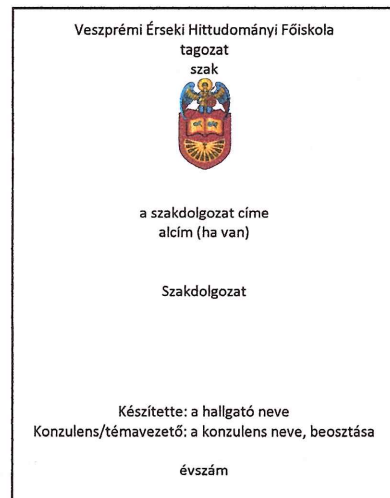 Veszprémi Érseki Hittudományi Főiskola
tagozat
szak
a szakdolgozat címe
alcím (ha van)
Szakdolgozat
Készítette: a hallgató neve
Konzulens/témavezető: a konzulens neve, beosztása
évszám